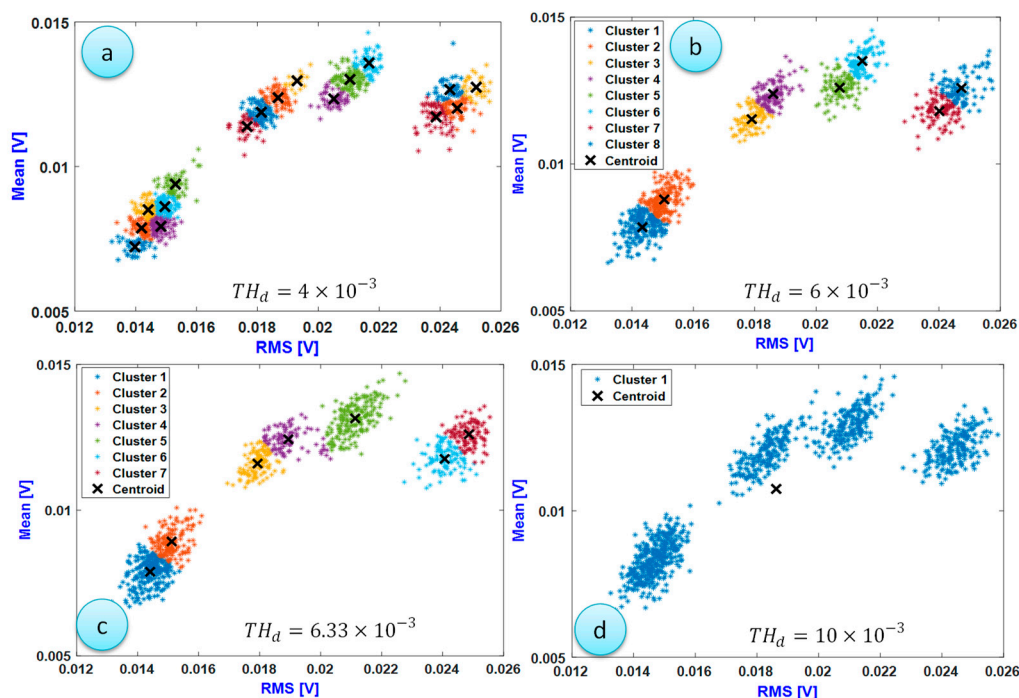 a
Mean [V]
0.015
0.01
0.005
0.012 0.014 0.016 0.018 0.02 0.022 0.024 0.026
RMS [V]
TH_d = 4 × 10^{-3}
b
Mean [V]
0.015
0.01
0.005
0.012 0.014 0.016 0.018 0.02 0.022 0.024 0.026
RMS [V]
Cluster 1
Cluster 2
Cluster 3
Cluster 4
Cluster 5
Cluster 6
Cluster 7
Cluster 8
Centroid
TH_d = 6 × 10^{-3}
c
Mean [V]
0.015
0.01
0.005
0.012 0.014 0.016 0.018 0.02 0.022 0.024 0.026
RMS [V]
Cluster 1
Cluster 2
Cluster 3
Cluster 4
Cluster 5
Cluster 6
Cluster 7
Centroid
TH_d = 6.33 × 10^{-3}
d
Mean [V]
0.015
0.01
0.005
0.012 0.014 0.016 0.018 0.02 0.022 0.024 0.026
RMS [V]
Cluster 1
Centroid
TH_d = 10 × 10^{-3}